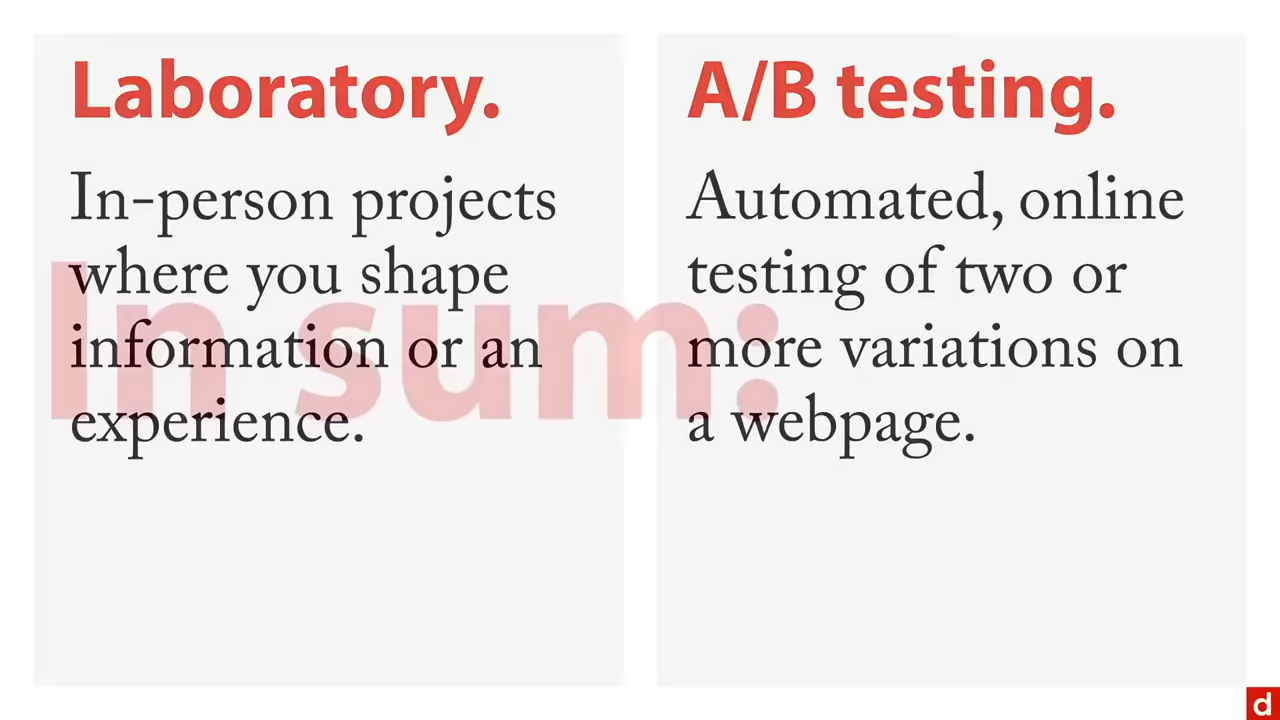 Laboratory.
In-person projects
where you shape
information or an
experience.
A/B testing.
Automated, online
testing of two or
more variations on
a webpage.
In sum:
d